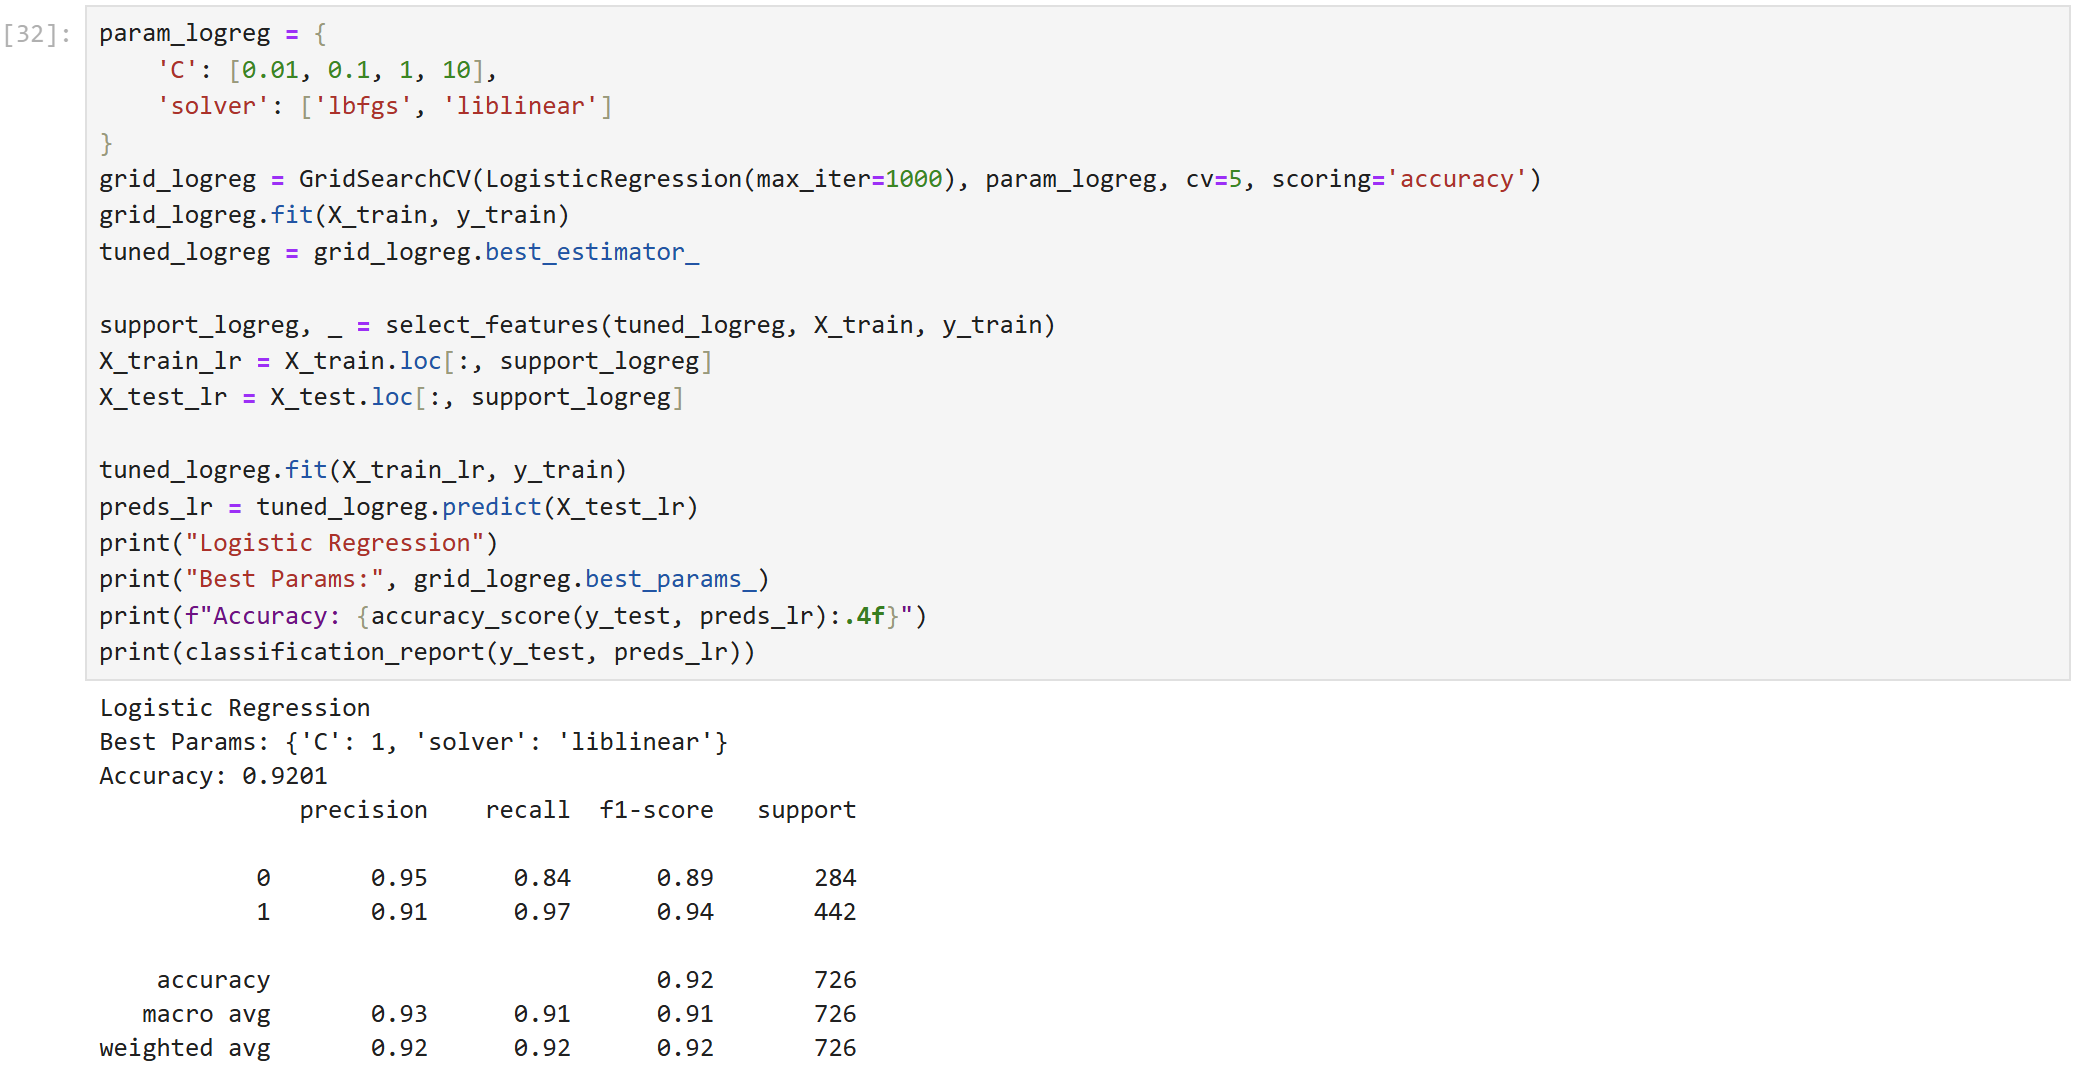 [32]:
param_logreg = {
    'C': [0.01, 0.1, 1, 10],
    'solver': ['lbfgs', 'liblinear']
}
grid_logreg = GridSearchCV(LogisticRegression(max_iter=1000), param_logreg, cv=5, scoring='accuracy')
grid_logreg.fit(X_train, y_train)
tuned_logreg = grid_logreg.best_estimator_

support_logreg, _ = select_features(tuned_logreg, X_train, y_train)
X_train_lr = X_train.loc[:, support_logreg]
X_test_lr = X_test.loc[:, support_logreg]

tuned_logreg.fit(X_train_lr, y_train)
preds_lr = tuned_logreg.predict(X_test_lr)
print("Logistic Regression")
print("Best Params:", grid_logreg.best_params_)
print(f"Accuracy: {accuracy_score(y_test, preds_lr):.4f}")
print(classification_report(y_test, preds_lr))
Logistic Regression
Best Params: {'C': 1, 'solver': 'liblinear'}
Accuracy: 0.9201
              precision    recall  f1-score   support

           0       0.95      0.84      0.89       284
           1       0.91      0.97      0.94       442

    accuracy                           0.92       726
   macro avg       0.93      0.91      0.91       726
weighted avg       0.92      0.92      0.92       726